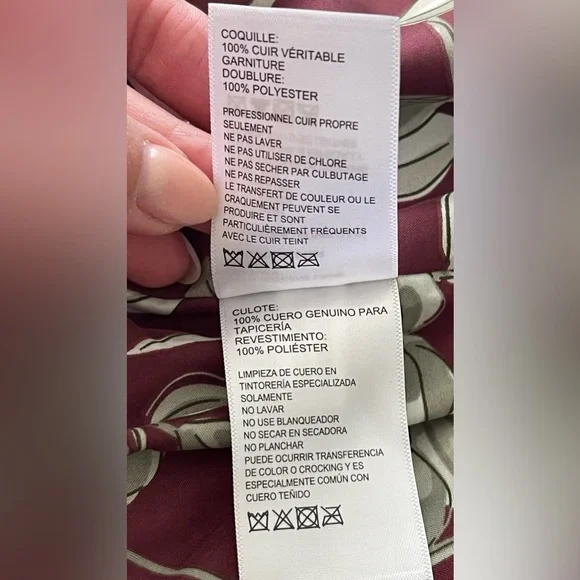 COQUILLE:
100% CUIR VÉRITABLE
GARNITURE
DOUBLURE:
100% POLYESTER
PROFESSIONNEL CUIR PROPRE
SEULEMENT
NE PAS LAVER
NE PAS UTILISER DE CHLORE
NE PAS SECHER PAR CULBUTAGE
NE PAS REPASSER
LE TRANSFERT DE COULEUR OU LE
CRAQUEMENT PEUVENT SE
PRODUIRE ET SONT
PARTICULIÈREMENT FRÉQUENTS
AVEC LE CUIR TEINT
CULOTE:
100% CUERO GENUINO PARA
TAPICERÍA
REVESTIMIENTO:
100% POLIÉSTER
LIMPIEZA DE CUERO EN
TINTORERÍA ESPECIALIZADA
SOLAMENTE
NO LAVAR
NO USE BLANQUEADOR
NO SECAR EN SECADORA
NO PLANCHAR
PUEDE OCURRIR TRANSFERENCIA
DE COLOR O CROCKING Y ES
ESPECIALMENTE COMÚN CON
CUERO TEÑIDO